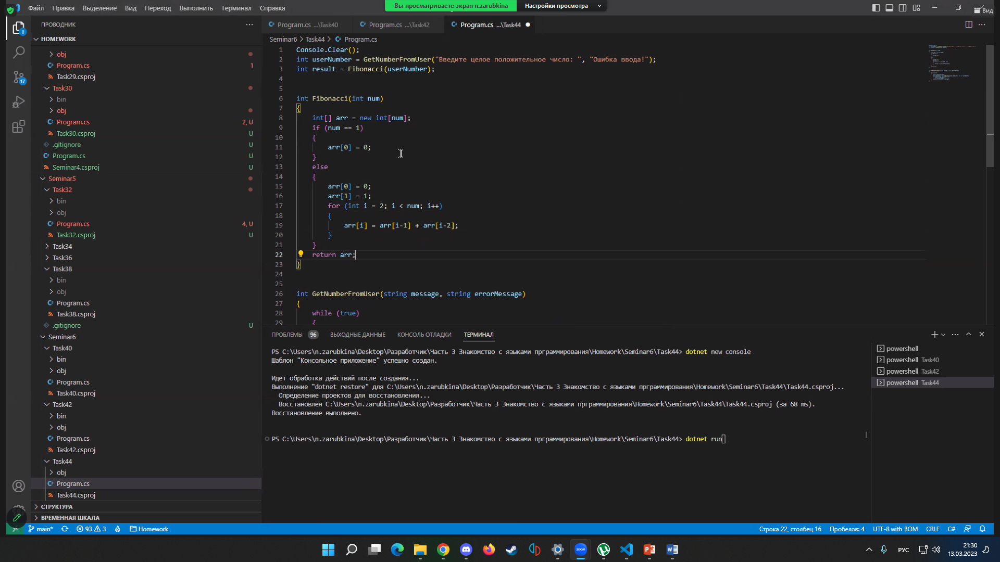 Файл Правка Выделение Вид Переход Выполнить Терминал Справка
Вы просматриваете экран n.zarubkina Настройки просмотра
Вид
ПРОВОДНИК
Program.cs ...\Task40 Program.cs ...\Task42 Program.cs ...\Task44
HOMEWORK
Seminar6 > Task44 > Program.cs
obj
Program.cs 1
Task29.csproj
Task30
bin
obj
Program.cs 2, U
Task30.csproj U
.gitignore U
Program.cs U
Seminar4.csproj U
Seminar5
Task32
bin
obj
Program.cs 4, U
Task32.csproj U
Task34
Task36
Task38
bin
obj
Program.cs
Task38.csproj
.gitignore U
Seminar6
Task40
bin
obj
Program.cs
Task40.csproj
Task42
bin
obj
Program.cs
Task42.csproj
Task44
obj
Program.cs
Task44.csproj
СТРУКТУРА
ВРЕМЕННАЯ ШКАЛА
1 Console.Clear();
2 int userNumber = GetNumberFromUser("Введите целое положительное число: ", "Ошибка ввода!");
3 int result = Fibonacci(userNumber);
4
5
6 int Fibonacci(int num)
7 {
8 int[] arr = new int[num];
9 if (num == 1)
10 {
11 arr[0] = 0;
12 }
13 else
14 {
15 arr[0] = 0;
16 arr[1] = 1;
17 for (int i = 2; i < num; i++)
18 {
19 arr[i] = arr[i-1] + arr[i-2];
20 }
21 }
22 return arr;
23 }
24
25
26 int GetNumberFromUser(string message, string errorMessage)
27 {
28 while (true)
29 {
ПРОБЛЕМЫ 96 ВЫХОДНЫЕ ДАННЫЕ КОНСОЛЬ ОТЛАДКИ ТЕРМИНАЛ
PS C:\Users\n.zarubkina\Desktop\Разработчик\Часть 3 Знакомство с языками прграммирования\Homework\Seminar6\Task44> dotnet new console
Шаблон "Консольное приложение" успешно создан.
Идет обработка действий после создания...
Выполнение "dotnet restore" для C:\Users\n.zarubkina\Desktop\Разработчик\Часть 3 Знакомство с языками прграммирования\Homework\Seminar6\Task44\Task44.csproj...
Определение проектов для восстановления...
Восстановлен C:\Users\n.zarubkina\Desktop\Разработчик\Часть 3 Знакомство с языками прграммирования\Homework\Seminar6\Task44\Task44.csproj (за 68 ms).
Восстановление выполнено.
PS C:\Users\n.zarubkina\Desktop\Разработчик\Часть 3 Знакомство с языками прграммирования\Homework\Seminar6\Task44> dotnet run
powershell
powershell Task40
powershell Task42
powershell Task44
1
17
main* 93 3 Homework
Строка 22, столбец 16 Пробелов: 4 UTF-8 with BOM CRLF C#
zoom
РУС
21:30
13.03.2023